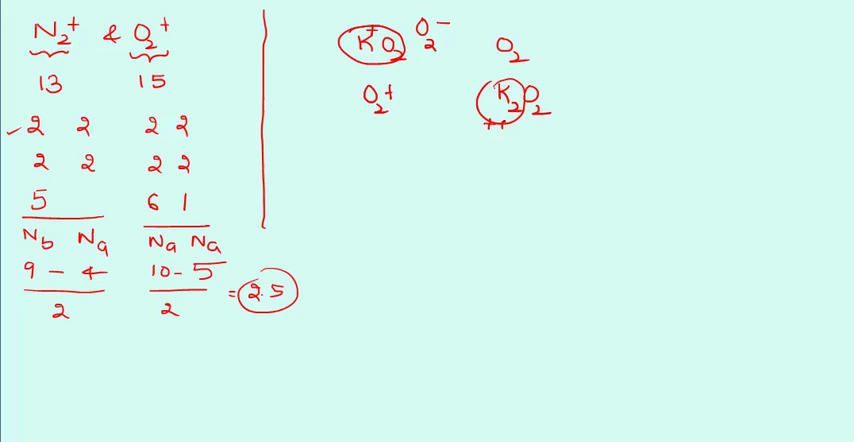 N₂⁺ & O₂⁺
13 15
2 2 2 2
2 2 2 2
5 6 1
Nb Na Na Na
9 - 4 10 - 5
2 2
= 2.5
K⁺O₂ O₂⁻ O₂
O₂⁺ K₂O₂
++